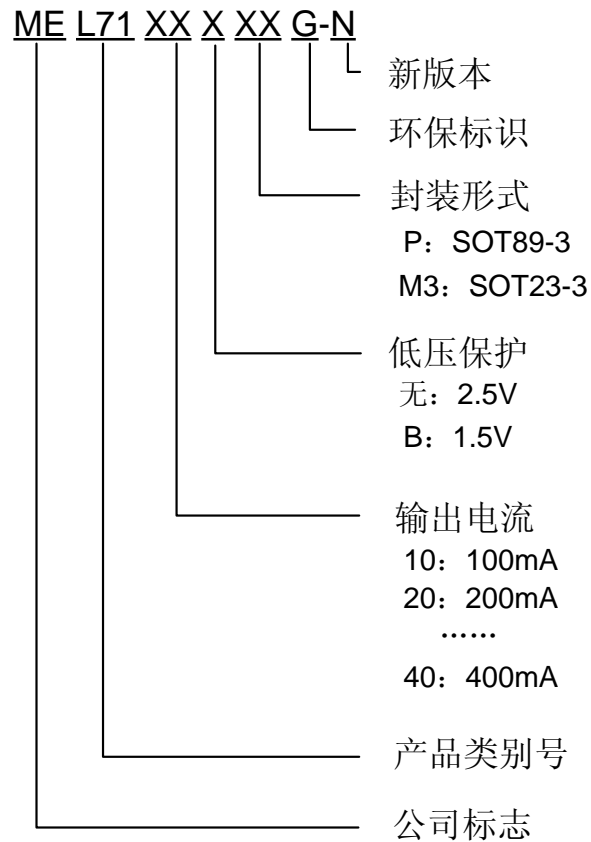 ME L71 XX X XX G-N
新版本
环保标识
封装形式
P：SOT89-3
M3：SOT23-3
低压保护
无：2.5V
B：1.5V
输出电流
10：100mA
20：200mA
……
40：400mA
产品类别号
公司标志